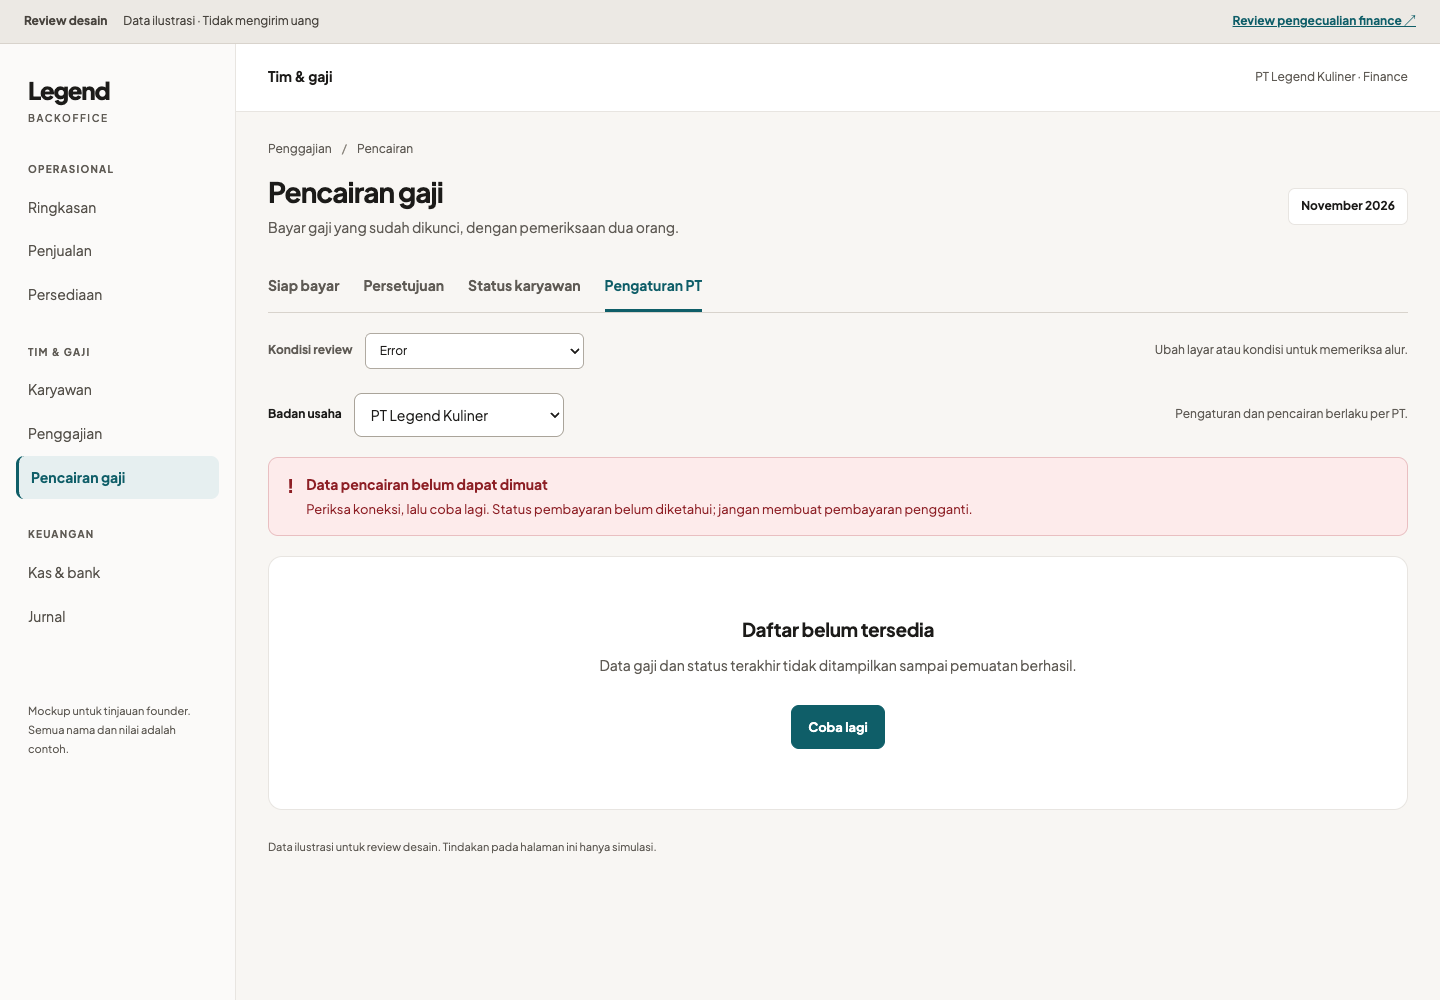 Review desain
Data ilustrasi · Tidak mengirim uang
Review pengecualian finance ↗
Legend
BACKOFFICE
OPERASIONAL
Ringkasan
Penjualan
Persediaan
TIM & GAJI
Karyawan
Penggajian
Pencairan gaji
KEUANGAN
Kas & bank
Jurnal
Mockup untuk tinjauan founder.
Semua nama dan nilai adalah
contoh.
Tim & gaji
PT Legend Kuliner · Finance
Penggajian / Pencairan
Pencairan gaji
Bayar gaji yang sudah dikunci, dengan pemeriksaan dua orang.
November 2026
Siap bayar
Persetujuan
Status karyawan
Pengaturan PT
Kondisi review
Error
Ubah layar atau kondisi untuk memeriksa alur.
Badan usaha
PT Legend Kuliner
Pengaturan dan pencairan berlaku per PT.
! Data pencairan belum dapat dimuat
Periksa koneksi, lalu coba lagi. Status pembayaran belum diketahui; jangan membuat pembayaran pengganti.
Daftar belum tersedia
Data gaji dan status terakhir tidak ditampilkan sampai pemuatan berhasil.
Coba lagi
Data ilustrasi untuk review desain. Tindakan pada halaman ini hanya simulasi.